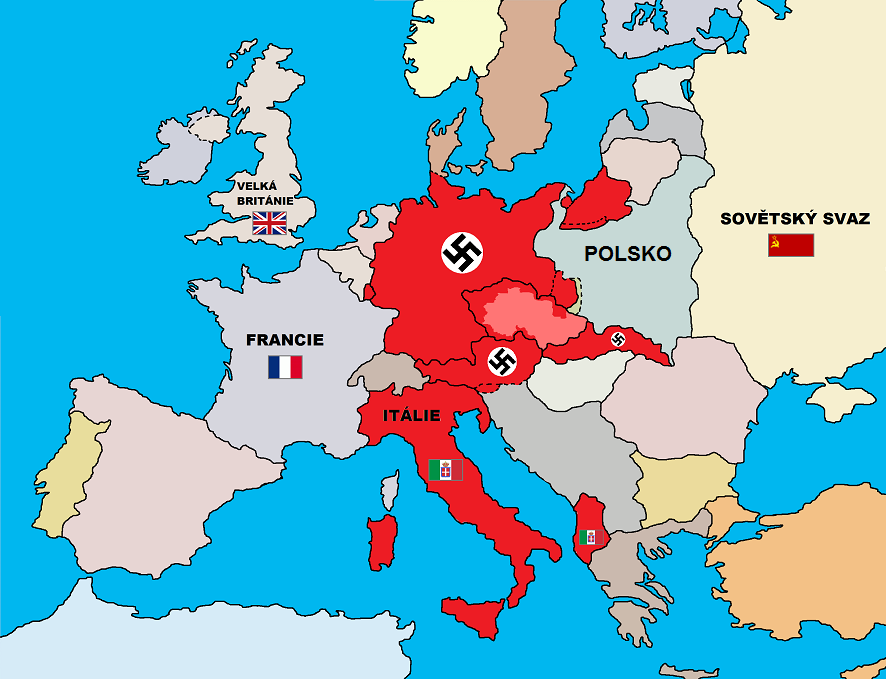 VELKÁ
BRITÁNIE
SOVĚTSKÝ SVAZ
POLSKO
FRANCIE
ITÁLIE